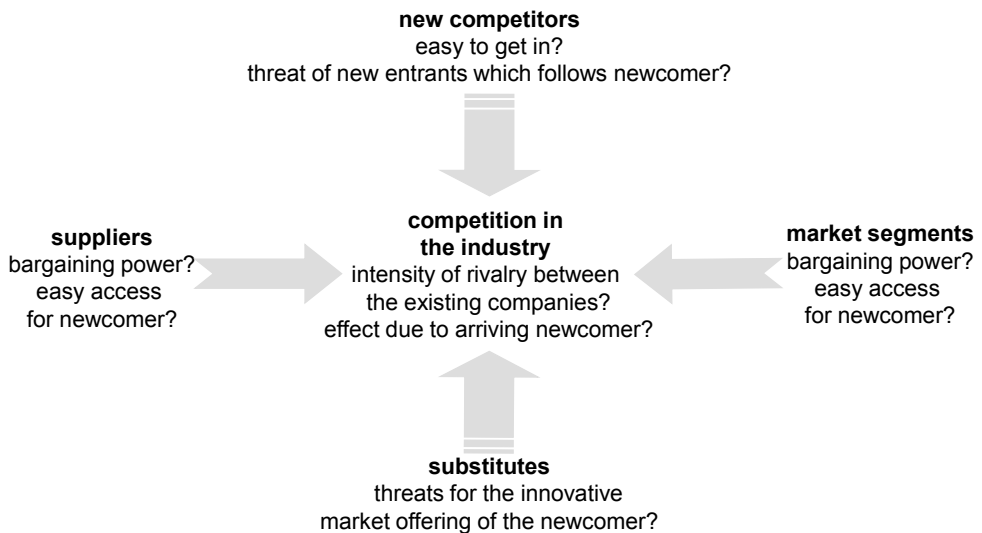 new competitors
easy to get in?
threat of new entrants which follows newcomer?
suppliers
bargaining power?
easy access
for newcomer?
competition in
the industry
intensity of rivalry between
the existing companies?
effect due to arriving newcomer?
market segments
bargaining power?
easy access
for newcomer?
substitutes
threats for the innovative
market offering of the newcomer?